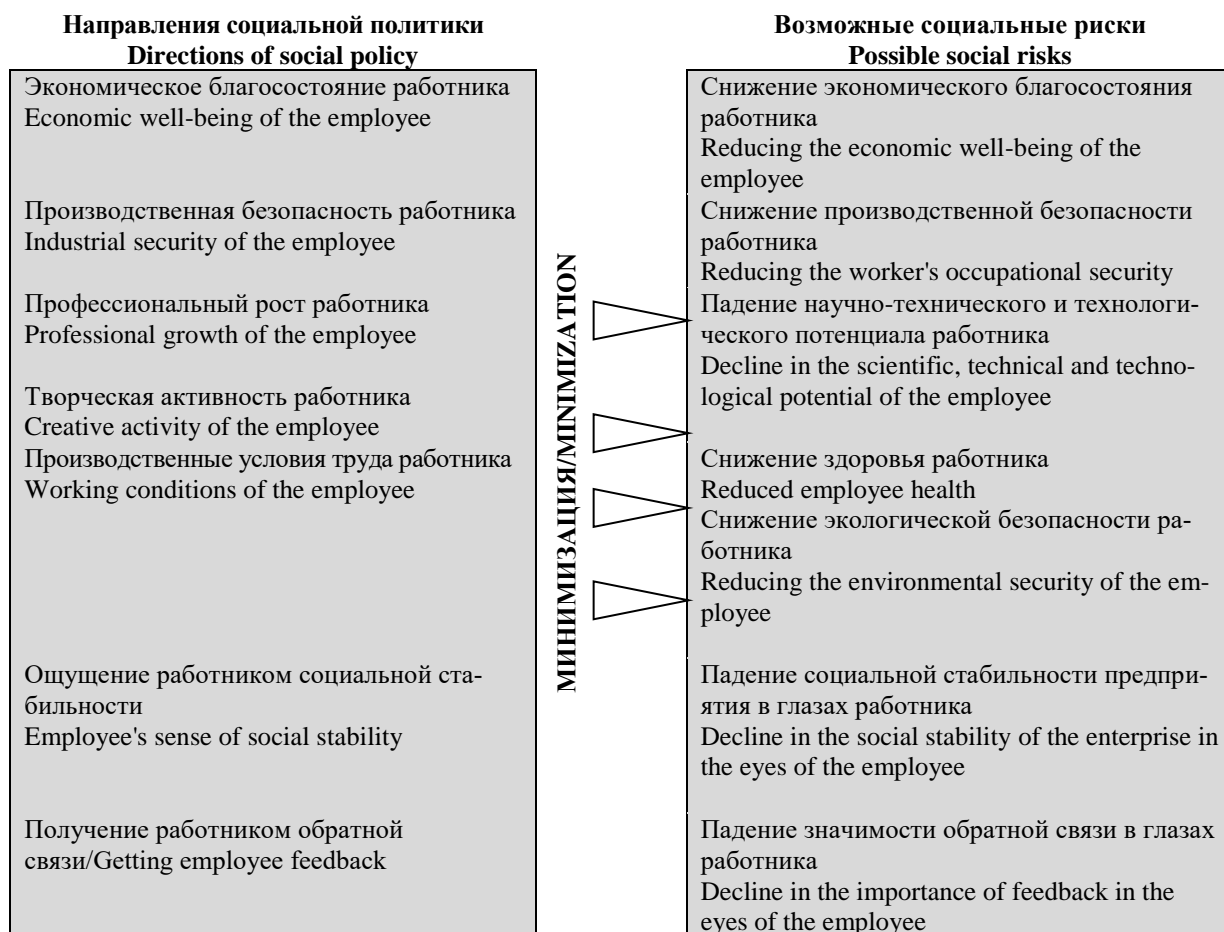 Направления социальной политики
Directions of social policy
Экономическое благосостояние работника
Economic well-being of the employee
Производственная безопасность работника
Industrial security of the employee
Профессиональный рост работника
Professional growth of the employee
Творческая активность работника
Creative activity of the employee
Производственные условия труда работника
Working conditions of the employee
Ощущение работником социальной ста-
бильности
Employee's sense of social stability
Получение работником обратной
связи/Getting employee feedback
МИНИМИЗАЦИЯ/MINIMIZATION
Возможные социальные риски
Possible social risks
Снижение экономического благосостояния
работника
Reducing the economic well-being of the
employee
Снижение производственной безопасности
работника
Reducing the worker's occupational security
Падение научно-технического и технологи-
ческого потенциала работника
Decline in the scientific, technical and techno-
logical potential of the employee
Снижение здоровья работника
Reduced employee health
Снижение экологической безопасности ра-
ботника
Reducing the environmental security of the em-
ployee
Падение социальной стабильности предпри-
ятия в глазах работника
Decline in the social stability of the enterprise in
the eyes of the employee
Падение значимости обратной связи в глазах
работника
Decline in the importance of feedback in the
eyes of the employee